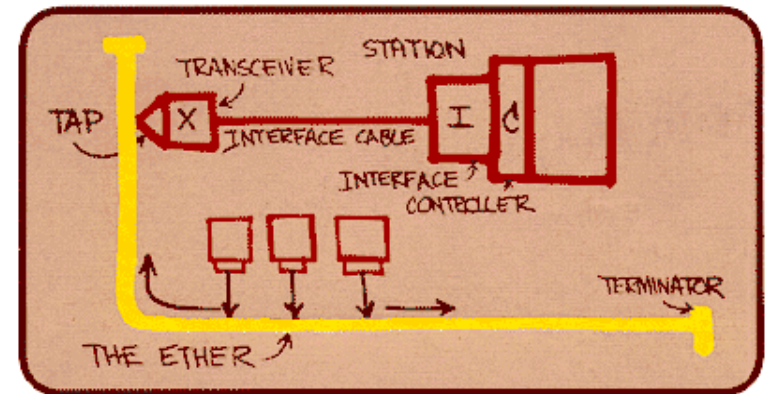 STATION
TRANSCEIVER
TAP
X
I
C
INTERFACE CABLE
INTERFACE
CONTROLLER
TERMINATOR
THE ETHER